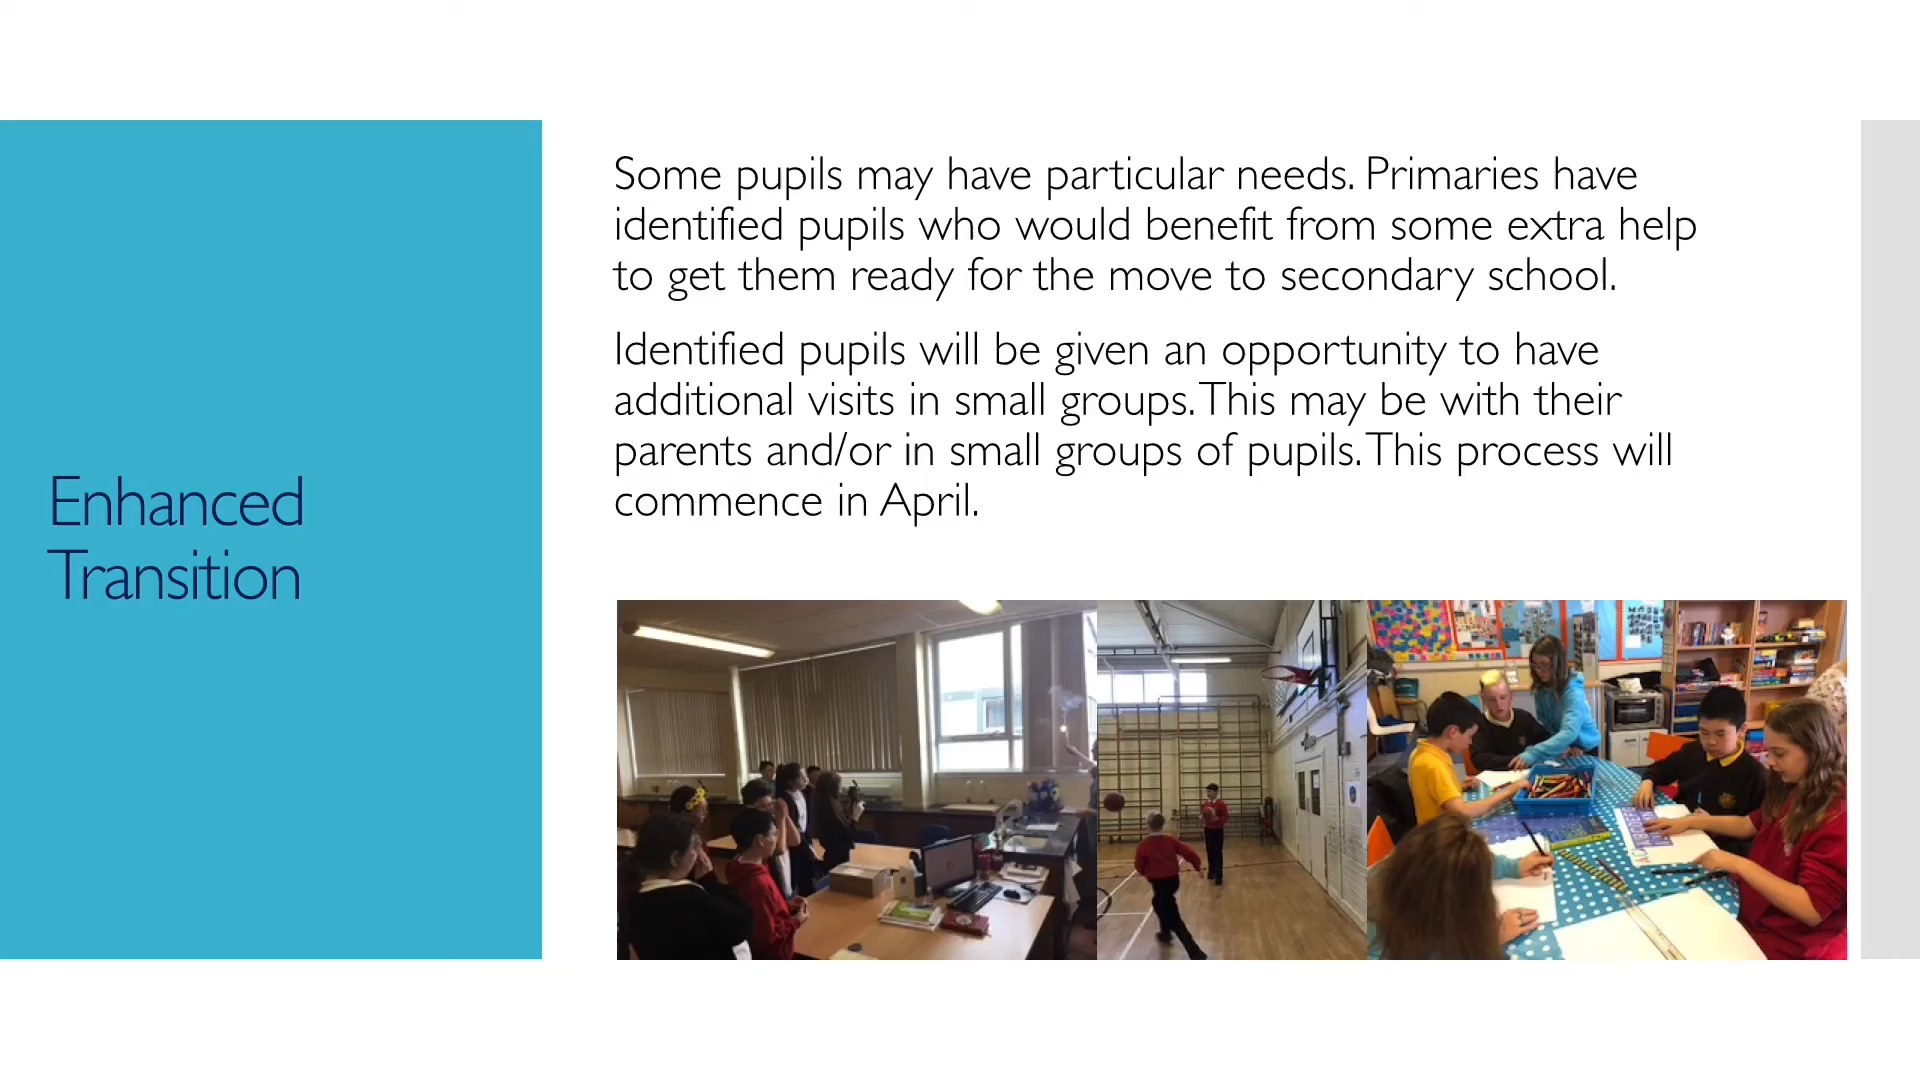 Enhanced
Transition
Some pupils may have particular needs. Primaries have
identified pupils who would benefit from some extra help
to get them ready for the move to secondary school.
Identified pupils will be given an opportunity to have
additional visits in small groups. This may be with their
parents and/or in small groups of pupils. This process will
commence in April.